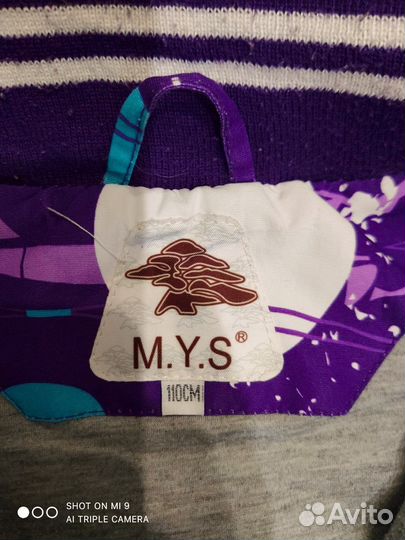 M.Y.S®
110CM
SHOT ON MI 9
AI TRIPLE CAMERA
Avito